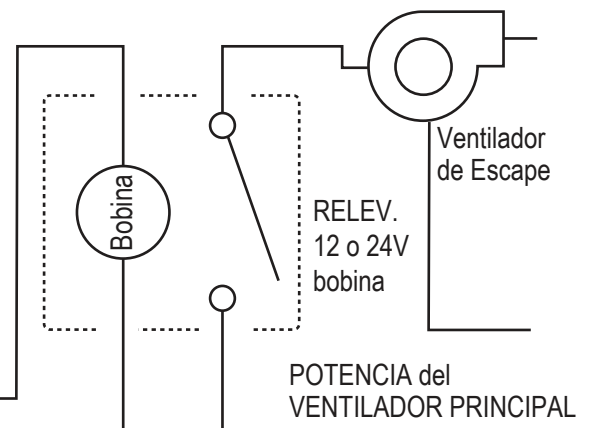 Bobina
Ventilador
de Escape
RELEV.
12 o 24V
bobina
POTENCIA del
VENTILADOR PRINCIPAL